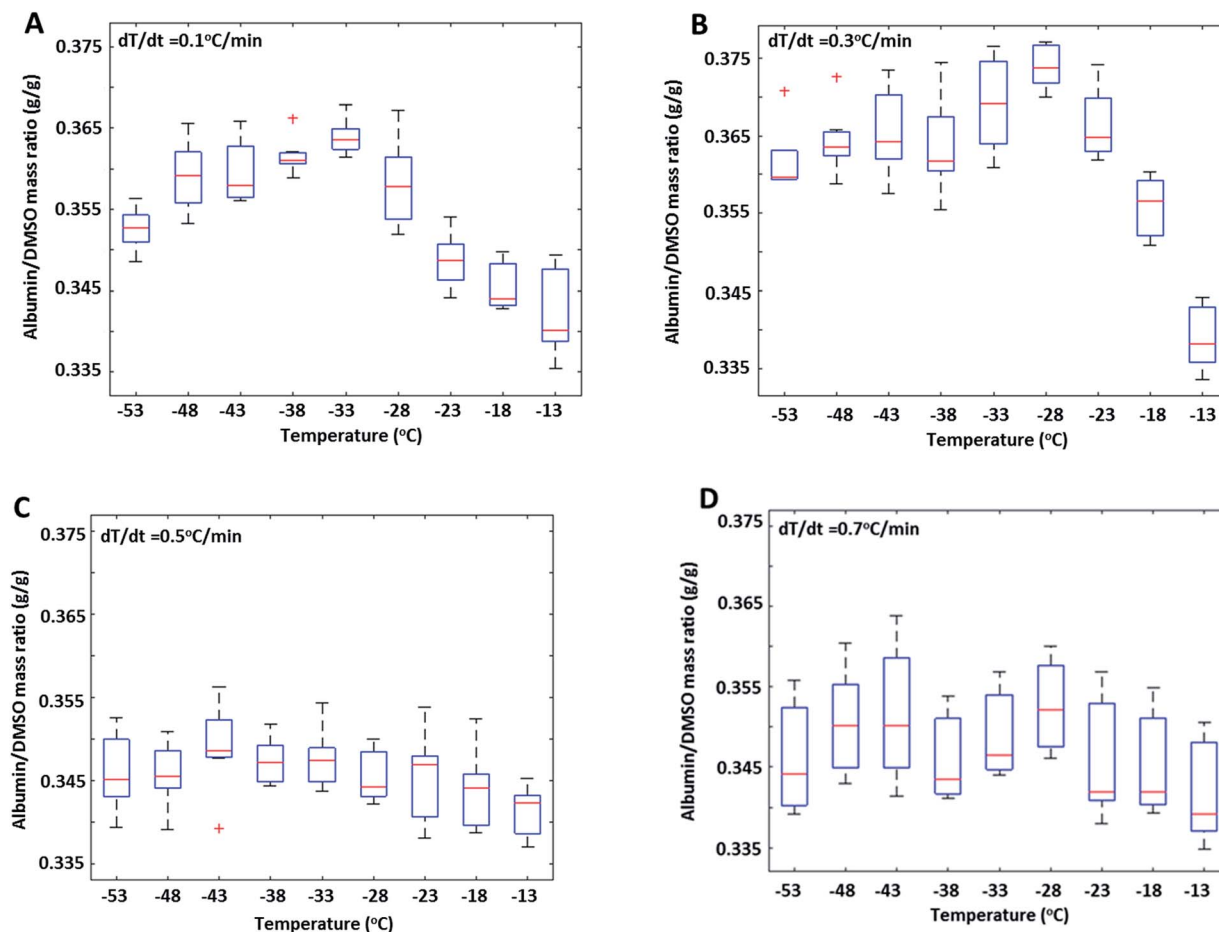 A
dT/dt =0.1°C/min
Albumin/DMSO mass ratio (g/g)
0.375
0.365
0.355
0.345
0.335
-53 -48 -43 -38 -33 -28 -23 -18 -13
Temperature (°C)
B
dT/dt =0.3°C/min
Albumin/DMSO mass ratio (g/g)
0.375
0.365
0.355
0.345
0.335
-53 -48 -43 -38 -33 -28 -23 -18 -13
Temperature (°C)
C
dT/dt =0.5°C/min
Albumin/DMSO mass ratio (g/g)
0.375
0.365
0.355
0.345
0.335
-53 -48 -43 -38 -33 -28 -23 -18 -13
Temperature (°C)
D
dT/dt =0.7°C/min
Albumin/DMSO mass ratio (g/g)
0.375
0.365
0.355
0.345
0.335
-53 -48 -43 -38 -33 -28 -23 -18 -13
Temperature (°C)